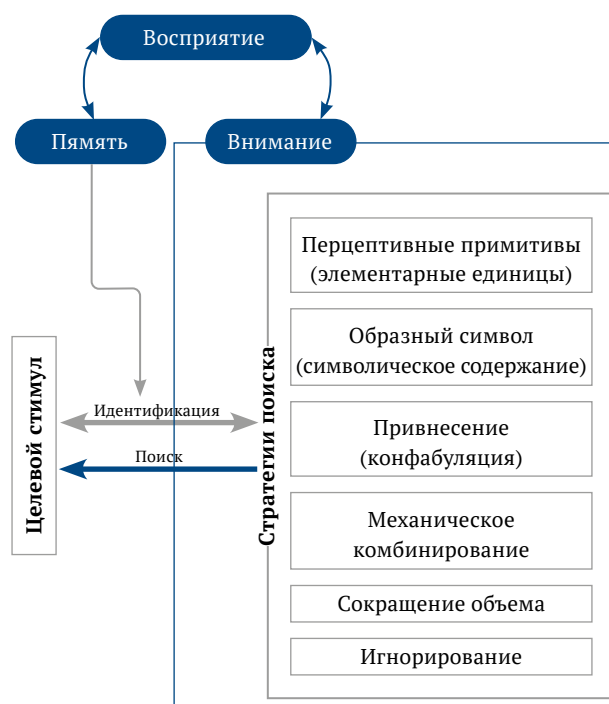 Восприятие
Пямять
Внимание
Перцептивные примитивы
(элементарные единицы)
Образный символ
(символическое содержание)
Привнесение
(конфабуляция)
Механическое
комбинирование
Сокращение объема
Игнорирование
Стратегии поиска
Идентификация
Поиск
Целевой стимул